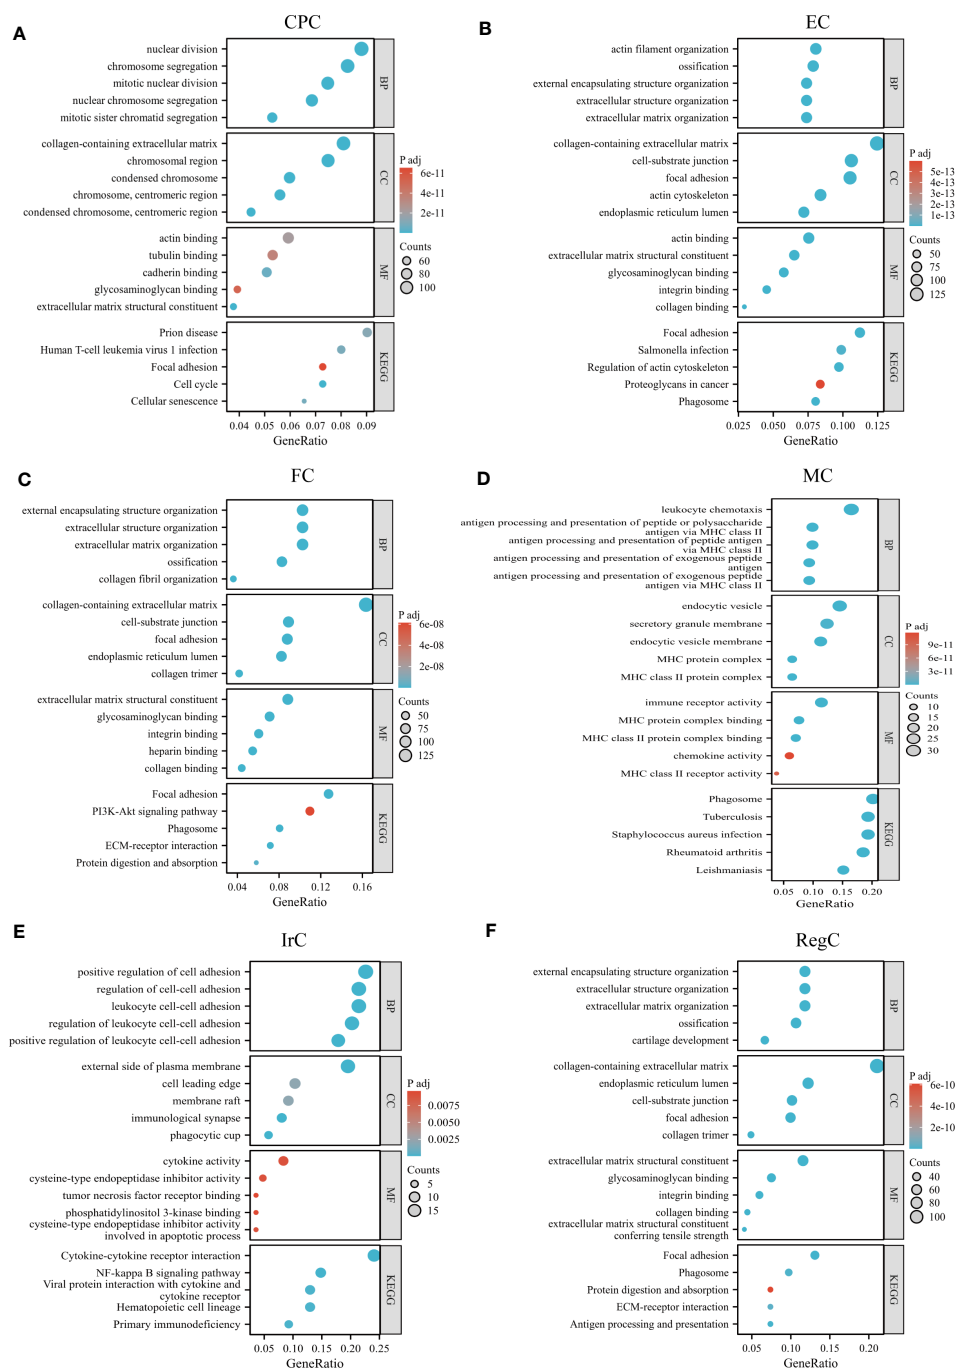 A
CPC
nuclear division
chromosome segregation
mitotic nuclear division
nuclear chromosome segregation
mitotic sister chromatid segregation
BP
collagen-containing extracellular matrix
chromosomal region
condensed chromosome
chromosome, centromeric region
condensed chromosome, centromeric region
CC
actin binding
tubulin binding
cadherin binding
glycosaminoglycan binding
extracellular matrix structural constituent
MF
Prion disease
Human T-cell leukemia virus 1 infection
Focal adhesion
Cell cycle
Cellular senescence
KEGG
0.04 0.05 0.06 0.07 0.08 0.09
GeneRatio
P adj
6e-11
4e-11
2e-11
Counts
60
80
100
B
EC
actin filament organization
ossification
external encapsulating structure organization
extracellular structure organization
extracellular matrix organization
BP
collagen-containing extracellular matrix
cell-substrate junction
focal adhesion
actin cytoskeleton
endoplasmic reticulum lumen
CC
actin binding
extracellular matrix structural constituent
glycosaminoglycan binding
integrin binding
collagen binding
MF
Focal adhesion
Salmonella infection
Regulation of actin cytoskeleton
Proteoglycans in cancer
Phagosome
KEGG
0.025 0.050 0.075 0.100 0.125
GeneRatio
P adj
5e-13
4e-13
3e-13
2e-13
1e-13
Counts
50
75
100
125
C
FC
external encapsulating structure organization
extracellular structure organization
extracellular matrix organization
ossification
collagen fibril organization
BP
collagen-containing extracellular matrix
cell-substrate junction
focal adhesion
endoplasmic reticulum lumen
collagen trimer
CC
extracellular matrix structural constituent
glycosaminoglycan binding
integrin binding
heparin binding
collagen binding
MF
Focal adhesion
PI3K-Akt signaling pathway
Phagosome
ECM-receptor interaction
Protein digestion and absorption
KEGG
0.04 0.08 0.12 0.16
GeneRatio
P adj
6e-08
4e-08
2e-08
Counts
50
75
100
125
D
MC
leukocyte chemotaxis
antigen processing and presentation of peptide or polysaccharide
antigen via MHC class II
antigen processing and presentation of peptide antigen
via MHC class II
antigen processing and presentation of exogenous peptide
antigen
antigen processing and presentation of exogenous peptide
antigen via MHC class II
BP
endocytic vesicle
secretory granule membrane
endocytic vesicle membrane
MHC protein complex
MHC class II protein complex
CC
immune receptor activity
MHC protein complex binding
MHC class II protein complex binding
chemokine activity
MHC class II receptor activity
MF
Phagosome
Tuberculosis
Staphylococcus aureus infection
Rheumatoid arthritis
Leishmaniasis
KEGG
0.05 0.10 0.15 0.20
GeneRatio
P adj
9e-11
6e-11
3e-11
Counts
10
15
20
25
30
E
IrC
positive regulation of cell adhesion
regulation of cell-cell adhesion
leukocyte cell-cell adhesion
regulation of leukocyte cell-cell adhesion
positive regulation of leukocyte cell-cell adhesion
BP
external side of plasma membrane
cell leading edge
membrane raft
immunological synapse
phagocytic cup
CC
cytokine activity
cysteine-type endopeptidase inhibitor activity
tumor necrosis factor receptor binding
phosphatidylinositol 3-kinase binding
cysteine-type endopeptidase inhibitor activity
involved in apoptotic process
MF
Cytokine-cytokine receptor interaction
NF-kappa B signaling pathway
Viral protein interaction with cytokine and
cytokine receptor
Hematopoietic cell lineage
Primary immunodeficiency
KEGG
0.05 0.10 0.15 0.20 0.25
GeneRatio
P adj
0.0075
0.0050
0.0025
Counts
5
10
15
F
RegC
external encapsulating structure organization
extracellular structure organization
extracellular matrix organization
ossification
cartilage development
BP
collagen-containing extracellular matrix
endoplasmic reticulum lumen
cell-substrate junction
focal adhesion
collagen trimer
CC
extracellular matrix structural constituent
glycosaminoglycan binding
integrin binding
collagen binding
extracellular matrix structural constituent
conferring tensile strength
MF
Focal adhesion
Phagosome
Protein digestion and absorption
ECM-receptor interaction
Antigen processing and presentation
KEGG
0.05 0.10 0.15 0.20
GeneRatio
P adj
6e-10
4e-10
2e-10
Counts
40
60
80
100